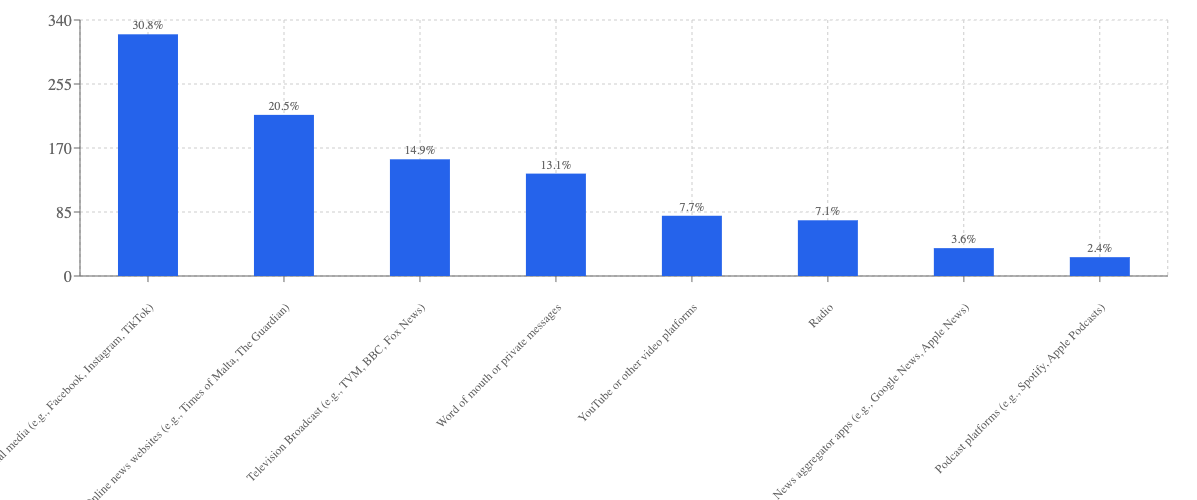 340
255
170
85
0
30.8%
20.5%
14.9%
13.1%
7.7%
7.1%
3.6%
2.4%
media (e.g., Facebook, Instagram, TikTok)
news websites (e.g., Times of Malta, The Guardian)
Television Broadcast (e.g., TVM, BBC, Fox News)
Word of mouth or private messages
YouTube or other video platforms
Radio
News aggregator apps (e.g., Google News, Apple News)
Podcast platforms (e.g., Spotify, Apple Podcasts)